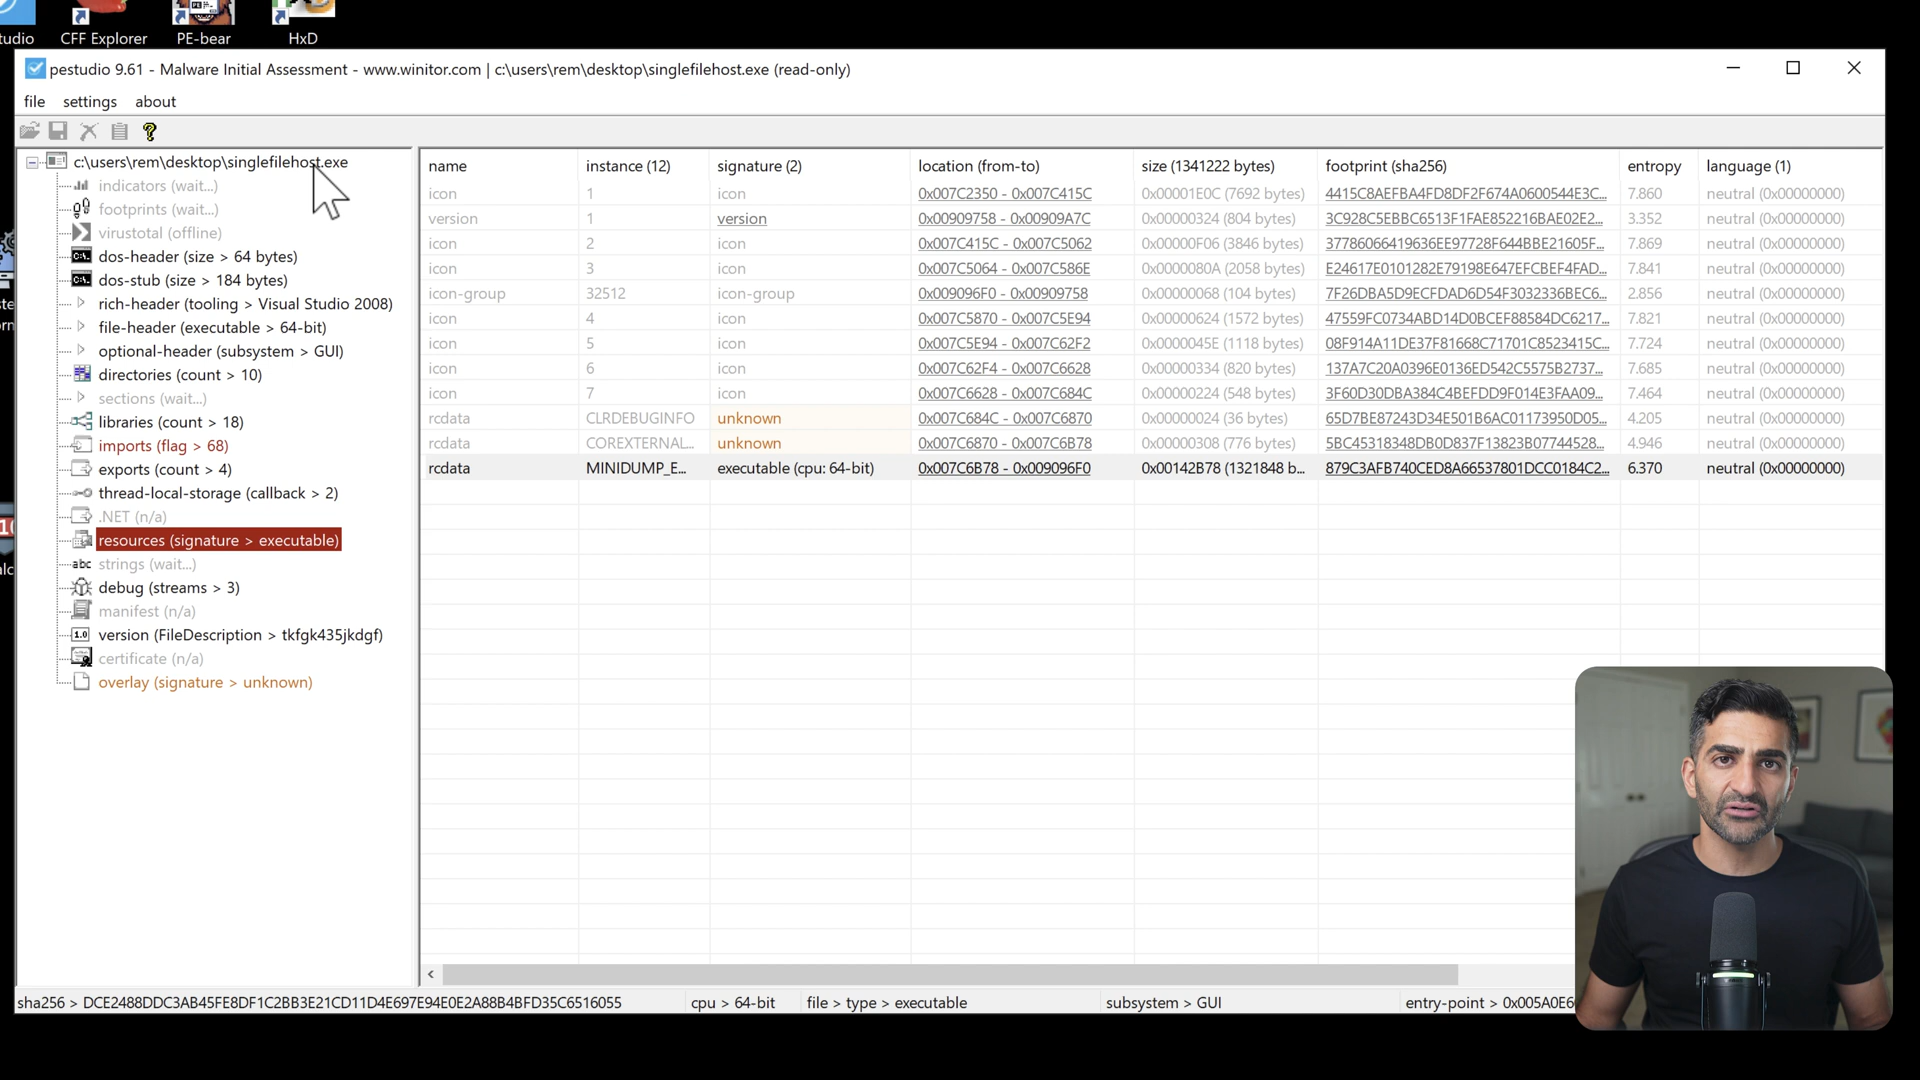 tudio
CFF Explorer
PE-bear
HxD
pestudio 9.61 - Malware Initial Assessment - www.winitor.com | c:\users\rem\desktop\singlefilehost.exe (read-only)
file settings about
c:\users\rem\desktop\singlefilehost.exe
indicators (wait...)
footprints (wait...)
virustotal (offline)
dos-header (size > 64 bytes)
dos-stub (size > 184 bytes)
rich-header (tooling > Visual Studio 2008)
file-header (executable > 64-bit)
optional-header (subsystem > GUI)
directories (count > 10)
sections (wait...)
libraries (count > 18)
imports (flag > 68)
exports (count > 4)
thread-local-storage (callback > 2)
.NET (n/a)
resources (signature > executable)
abc strings (wait...)
debug (streams > 3)
manifest (n/a)
1.0 version (FileDescription > tkfgk435jkdgf)
certificate (n/a)
overlay (signature > unknown)
name instance (12) signature (2) location (from-to) size (1341222 bytes) footprint (sha256) entropy language (1)
icon 1 icon 0x007C2350 - 0x007C415C 0x00001E0C (7692 bytes) 4415C8AEFBA4FD8DF2F674A0600544E3C... 7.860 neutral (0x00000000)
version 1 version 0x00909758 - 0x00909A7C 0x00000324 (804 bytes) 3C928C5EBBC6513F1FAE852216BAE02E2... 3.352 neutral (0x00000000)
icon 2 icon 0x007C415C - 0x007C5062 0x00000F06 (3846 bytes) 37786066419636EE97728F644BBE21605F... 7.869 neutral (0x00000000)
icon 3 icon 0x007C5064 - 0x007C586E 0x0000080A (2058 bytes) E24617E0101282E79198E647EFCBEF4FAD... 7.841 neutral (0x00000000)
icon-group 32512 icon-group 0x009096F0 - 0x00909758 0x00000068 (104 bytes) 7F26DBA5D9ECFDAD6D54F3032336BEC6... 2.856 neutral (0x00000000)
icon 4 icon 0x007C5870 - 0x007C5E94 0x00000624 (1572 bytes) 47559FC0734ABD14D0BCEF88584DC6217... 7.821 neutral (0x00000000)
icon 5 icon 0x007C5E94 - 0x007C62F2 0x0000045E (1118 bytes) 08F914A11DE37F81668C71701C8523415C... 7.724 neutral (0x00000000)
icon 6 icon 0x007C62F4 - 0x007C6628 0x00000334 (820 bytes) 137A7C20A0396E0136ED542C5575B2737... 7.685 neutral (0x00000000)
icon 7 icon 0x007C6628 - 0x007C684C 0x00000224 (548 bytes) 3F60D30DBA384C4BEFDD9F014E3FAA09... 7.464 neutral (0x00000000)
rcdata CLRDEBUGINFO unknown 0x007C684C - 0x007C6870 0x00000024 (36 bytes) 65D7BE87243D34E501B6AC01173950D05... 4.205 neutral (0x00000000)
rcdata COREXTERNAL... unknown 0x007C6870 - 0x007C6B78 0x00000308 (776 bytes) 5BC45318348DB0D837F13823B07744528... 4.946 neutral (0x00000000)
rcdata MINIDUMP_E... executable (cpu: 64-bit) 0x007C6B78 - 0x009096F0 0x00142B78 (1321848 b... 879C3AFB740CED8A66537801DCC0184C2... 6.370 neutral (0x00000000)
sha256 > DCE2488DDC3AB45FE8DF1C2BB3E21CD11D4E697E94E0E2A88B4BFD35C6516055 cpu > 64-bit file > type > executable subsystem > GUI entry-point > 0x005A0E6